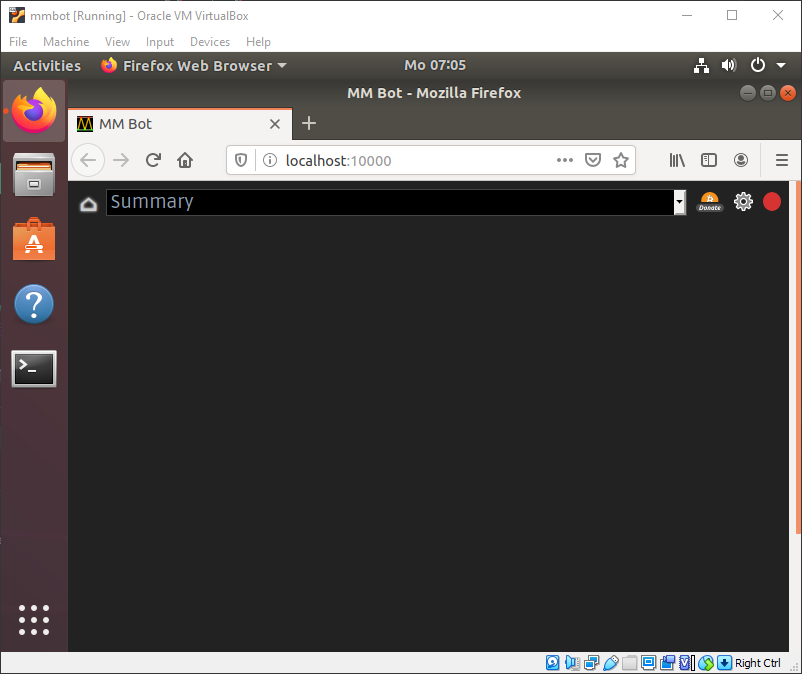 mmbot [Running] - Oracle VM VirtualBox
File Machine View Input Devices Help
Activities Firefox Web Browser Mo 07:05
MM Bot - Mozilla Firefox
MM Bot
localhost:10000
Summary
Donate
Right Ctrl